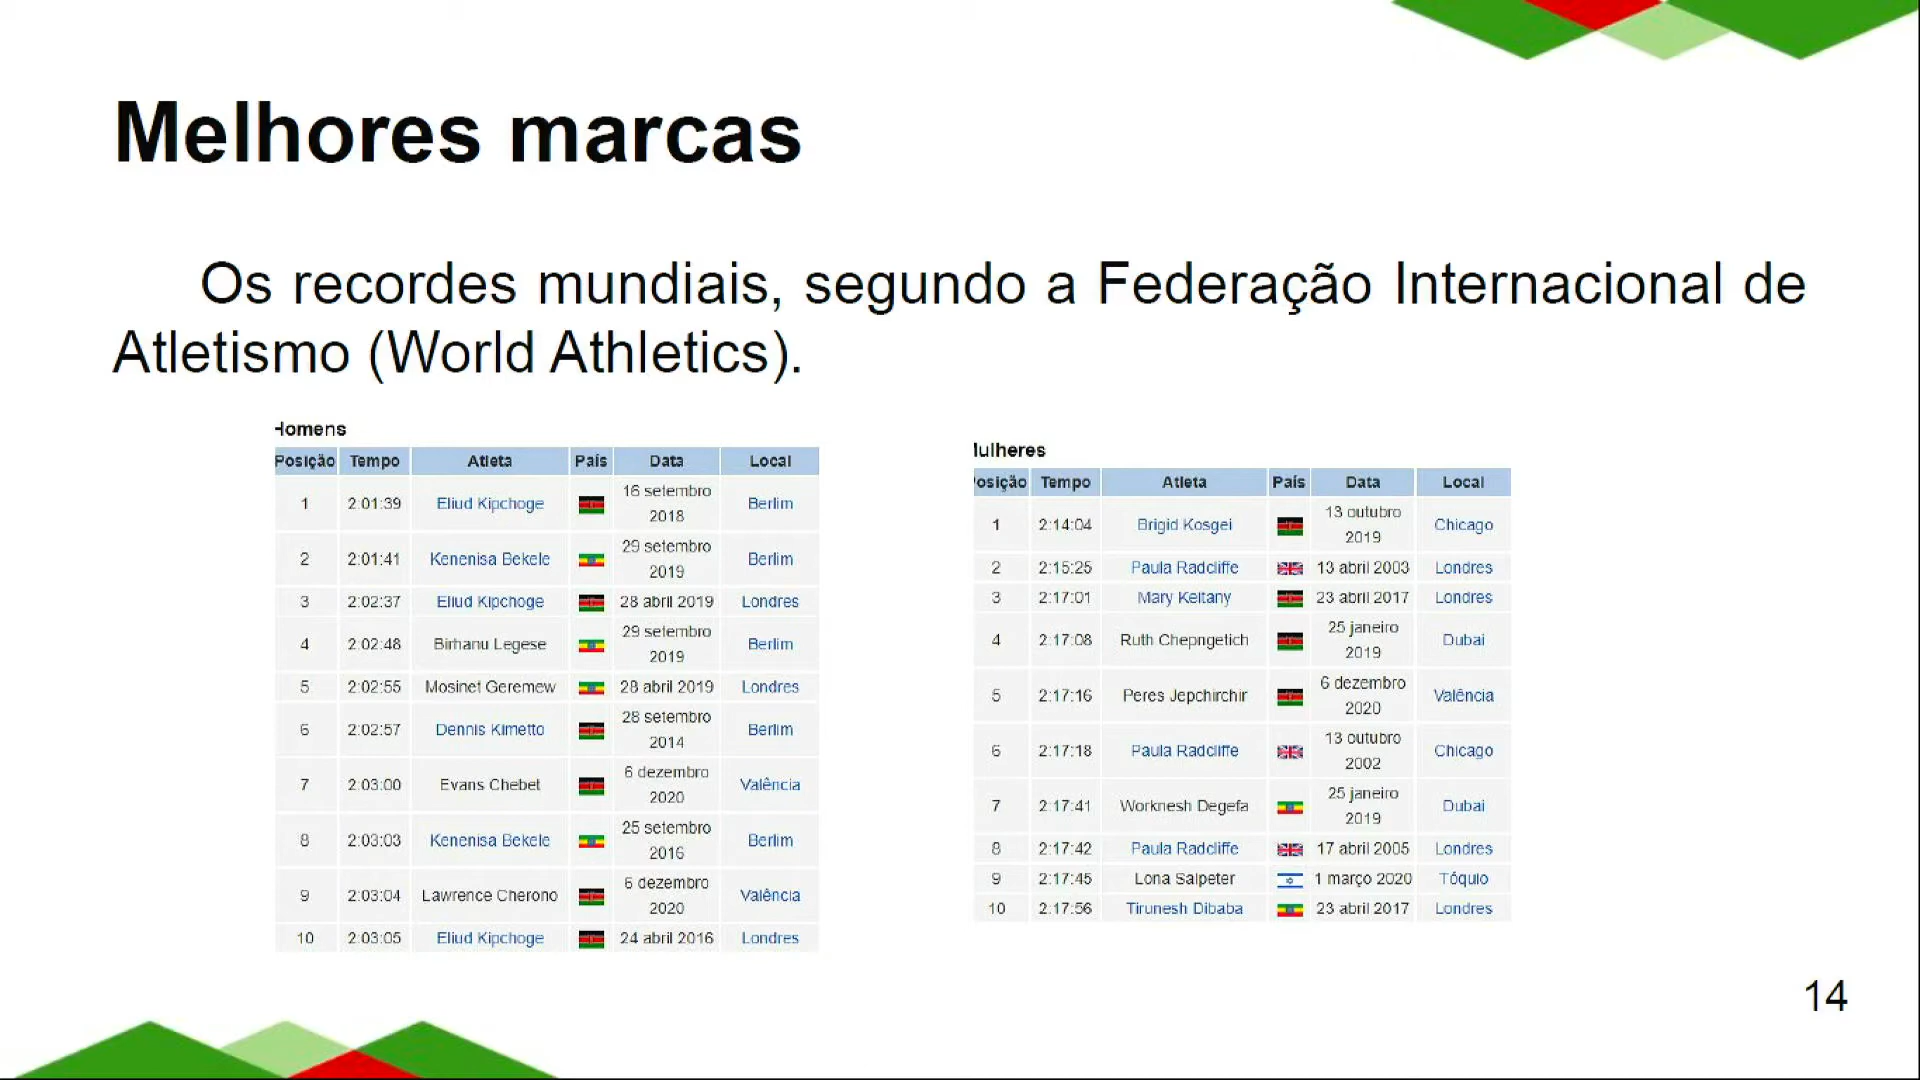 Melhores marcas
Os recordes mundiais, segundo a Federação Internacional de
Atletismo (World Athletics).
Homens
Posição Tempo Atleta País Data Local
1 2:01:39 Eliud Kipchoge 16 setembro 2018 Berlim
2 2:01:41 Kenenisa Bekele 29 setembro 2019 Berlim
3 2:02:37 Eliud Kipchoge 28 abril 2019 Londres
4 2:02:48 Birhanu Legese 29 setembro 2019 Berlim
5 2:02:55 Mosinet Geremew 28 abril 2019 Londres
6 2:02:57 Dennis Kimetto 28 setembro 2014 Berlim
7 2:03:00 Evans Chebet 6 dezembro 2020 Valência
8 2:03:03 Kenenisa Bekele 25 setembro 2016 Berlim
9 2:03:04 Lawrence Cherono 6 dezembro 2020 Valência
10 2:03:05 Eliud Kipchoge 24 abril 2016 Londres
Mulheres
Posição Tempo Atleta País Data Local
1 2:14:04 Brigid Kosgei 13 outubro 2019 Chicago
2 2:15:25 Paula Radcliffe 13 abril 2003 Londres
3 2:17:01 Mary Keitany 23 abril 2017 Londres
4 2:17:08 Ruth Chepngetich 25 janeiro 2019 Dubai
5 2:17:16 Peres Jepchirchir 6 dezembro 2020 Valência
6 2:17:18 Paula Radcliffe 13 outubro 2002 Chicago
7 2:17:41 Worknesh Degefa 25 janeiro 2019 Dubai
8 2:17:42 Paula Radcliffe 17 abril 2005 Londres
9 2:17:45 Lona Salpeter 1 março 2020 Tóquio
10 2:17:56 Tirunesh Dibaba 23 abril 2017 Londres
14